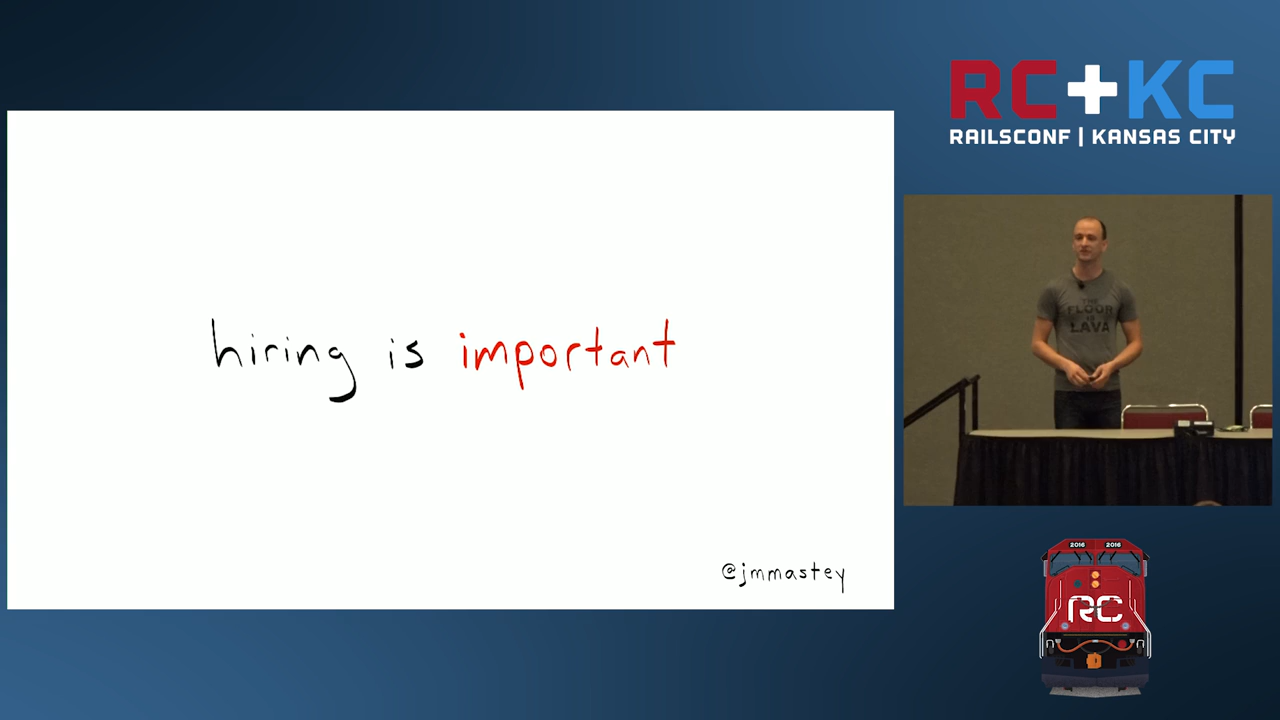 RC+KC
RAILSCONF | KANSAS CITY
hiring is important
@jmmastey
THE
FLOOR
IS
LAVA
2016 2016
RC